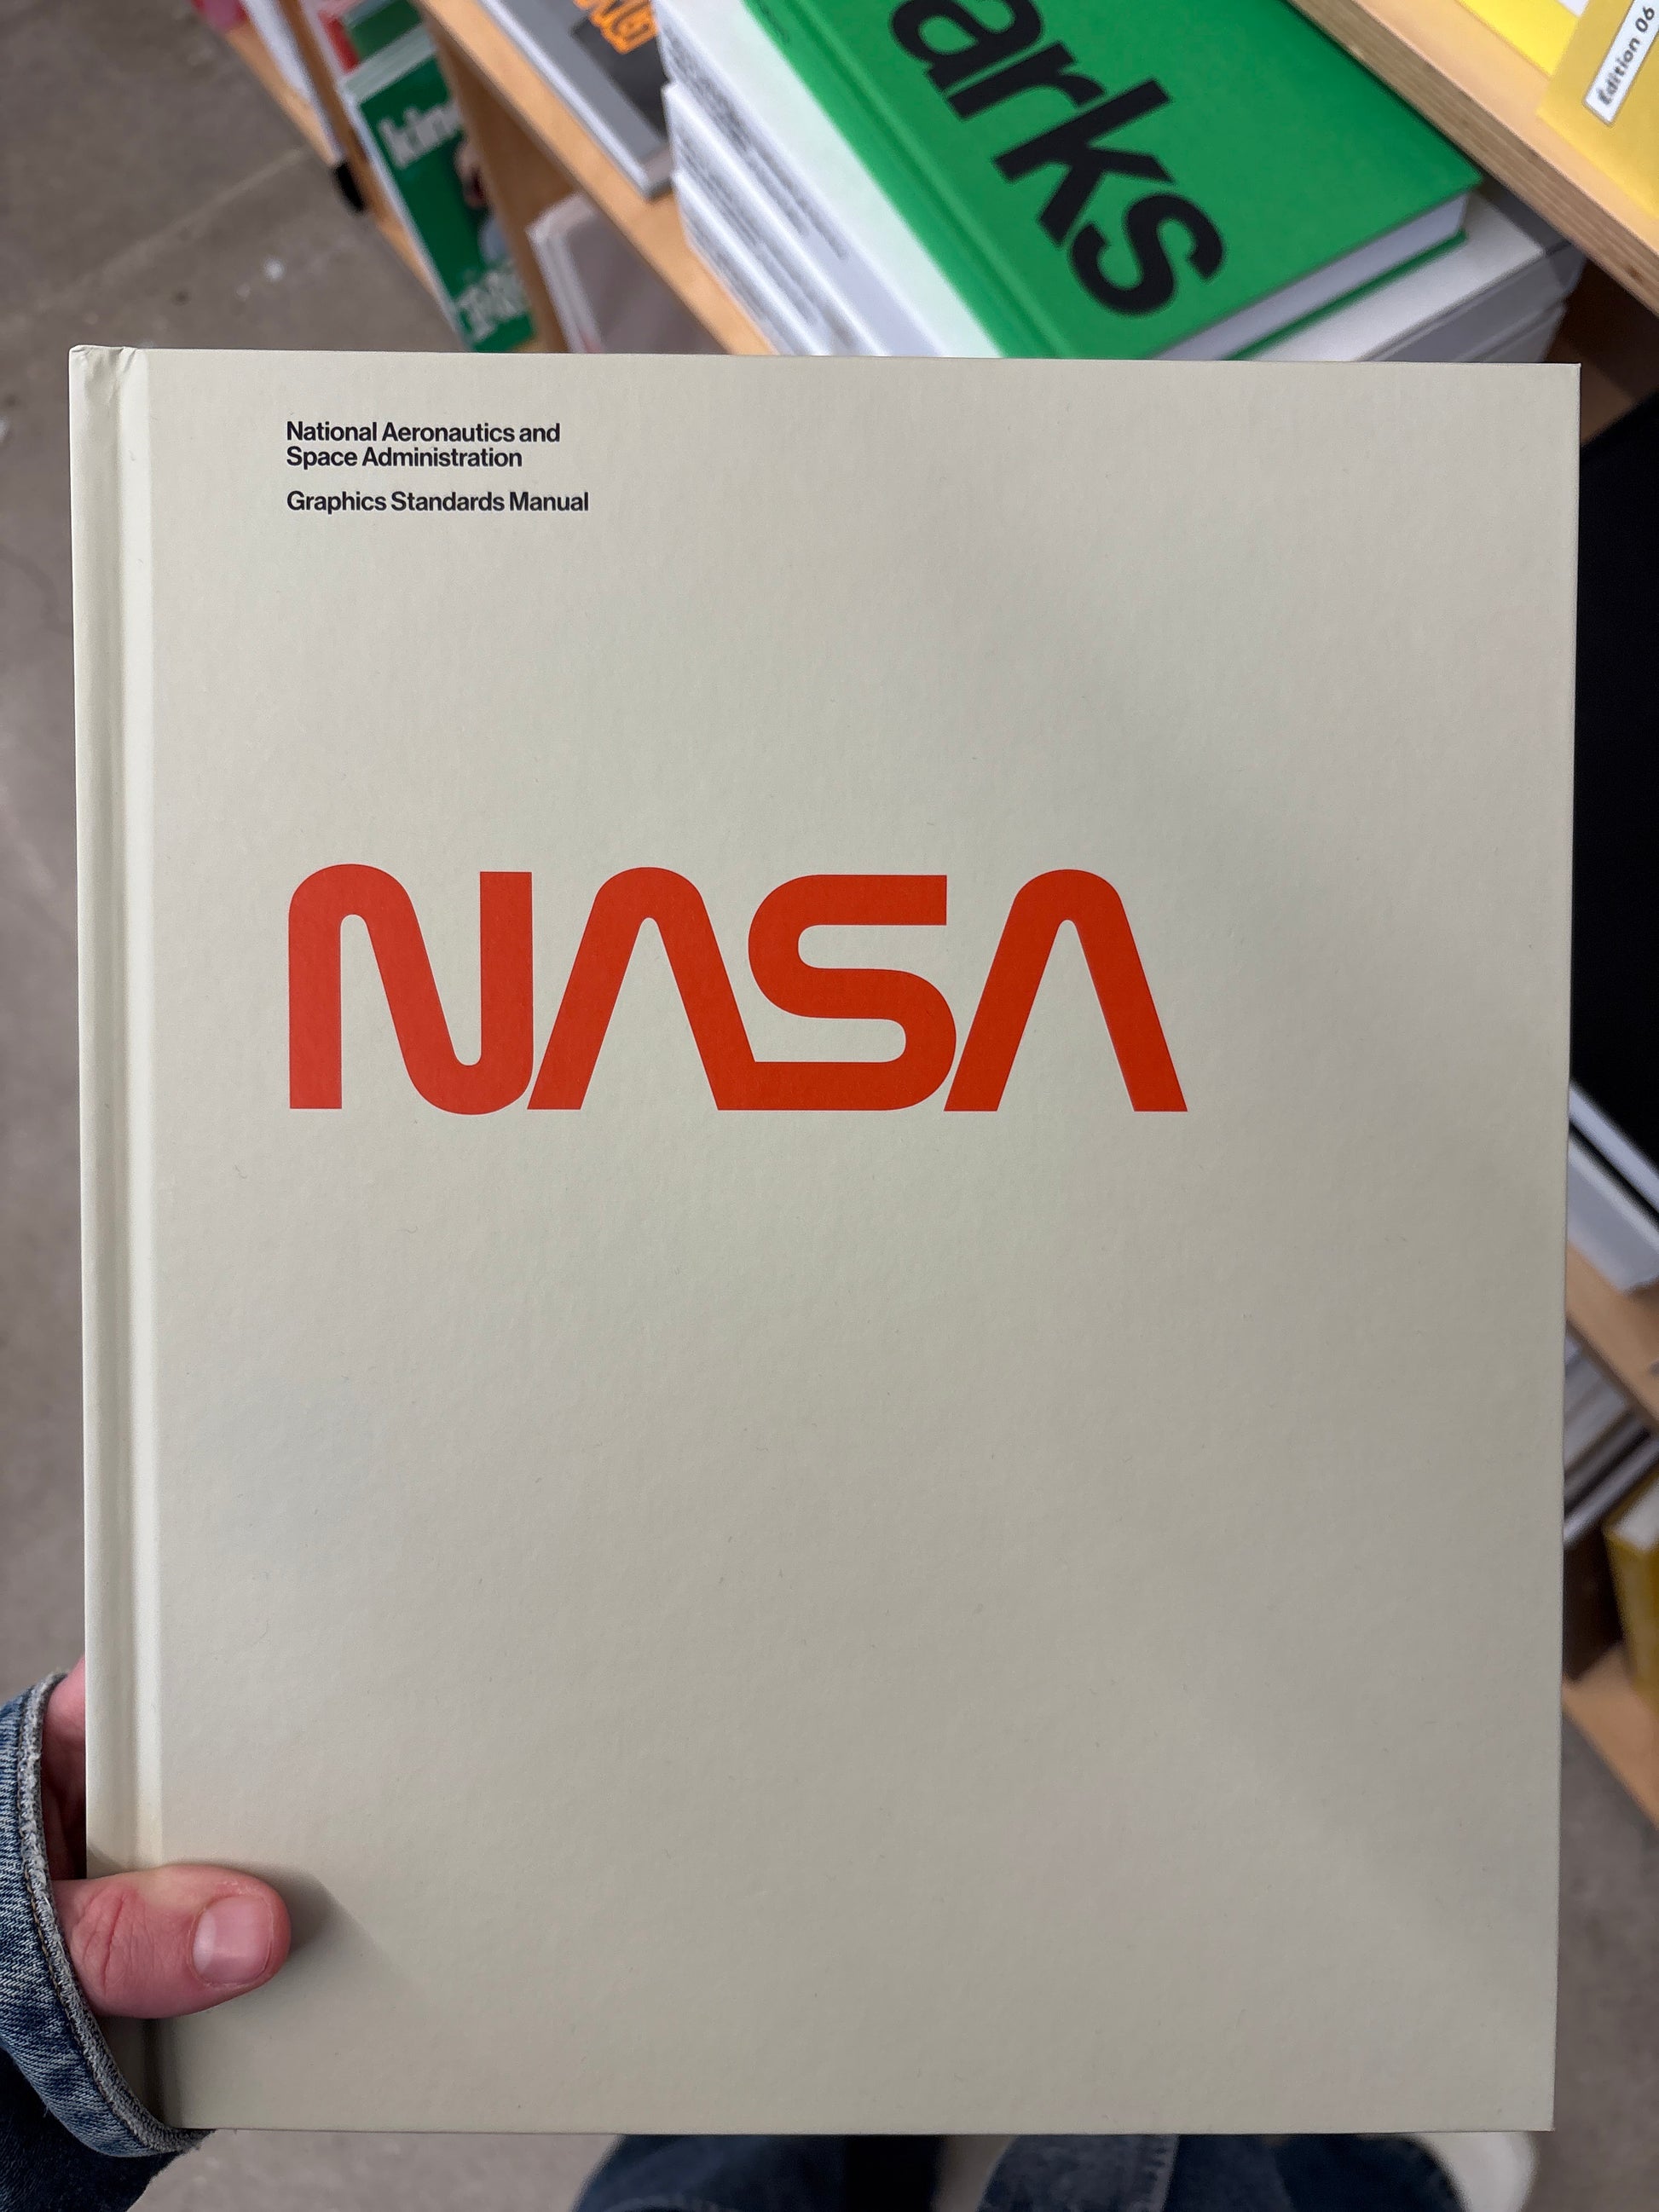 arks
Edition 06
National Aeronautics and
Space Administration
Graphics Standards Manual
NASA